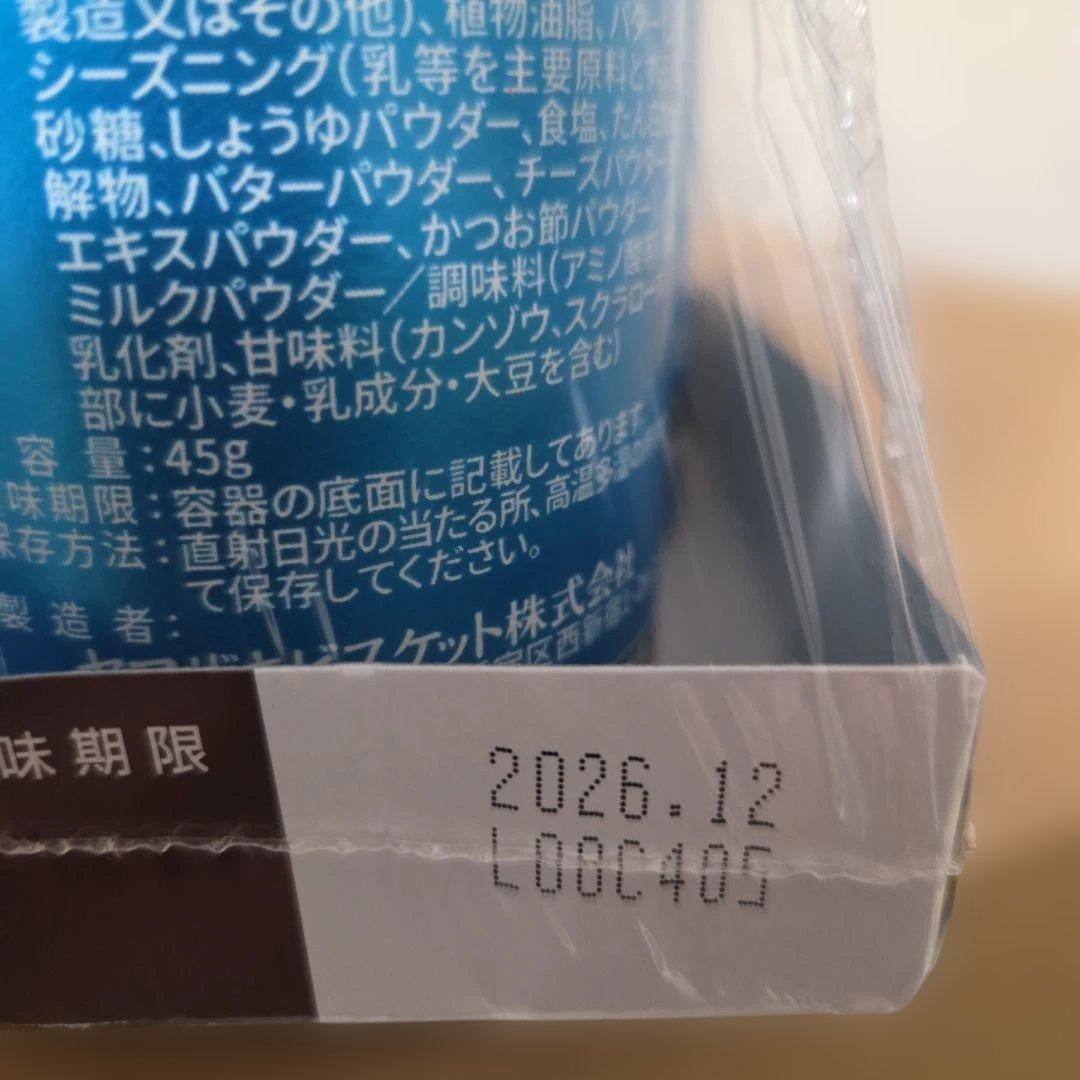 製造又はその他)、植物油脂、バター
シーズニング(乳等を主要原料と
砂糖、しょうゆパウダー、食塩、たん白
解物、バターパウダー、チーズパウダー
エキスパウダー、かつお節パウダー
ミルクパウダー/調味料(アミノ酸等
乳化剤、甘味料(カンゾウ、スクラロー
部に小麦・乳成分・大豆を含む)
容量:45g
味期限:容器の底面に記載してあります。
保存方法:直射日光の当たる所、高温多湿
て保存してください。
製造者:
ビスケット株式会社
区西新宿
味期限
2026.12
L08C405